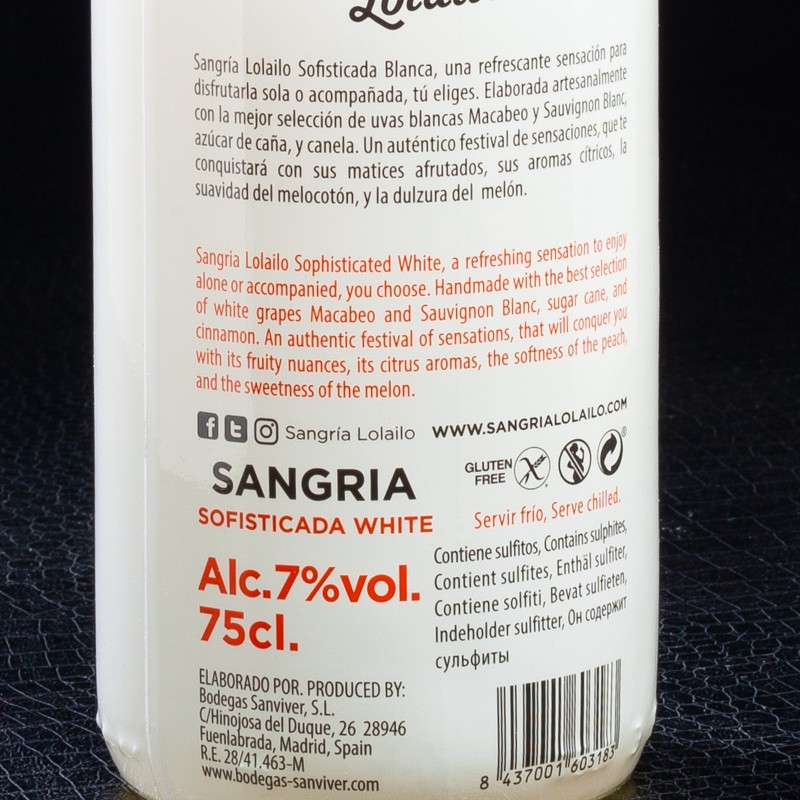 Lolailo
Sangría Lolailo Sofisticada Blanca, una refrescante sensación para
disfrutarla sola o acompañada, tú eliges. Elaborada artesanalmente
con la mejor selección de uvas blancas Macabeo y Sauvignon Blanc,
azúcar de caña, y canela. Un auténtico festival de sensaciones, que te
conquistará con sus matices afrutados, sus aromas cítricos, la
suavidad del melocotón, y la dulzura del melón.
Sangria Lolailo Sophisticated White, a refreshing sensation to enjoy
alone or accompanied, you choose. Handmade with the best selection
of white grapes Macabeo and Sauvignon Blanc, sugar cane, and
cinnamon. An authentic festival of sensations, that will conquer you
with its fruity nuances, its citrus aromas, the softness of the peach,
and the sweetness of the melon.
Sangría Lolailo WWW.SANGRIALOLAILO.COM
SANGRIA
SOFISTICADA WHITE
GLUTEN
FREE
Servir frío, Serve chilled.
Alc.7%vol.
75cl.
Contiene sulfitos, Contains sulphites,
Contient sulfites, Enthäl sulfiter,
Contiene solfiti, Bevat sulfieten,
Indeholder sulfitter, Он содержит
сульфиты
ELABORADO POR. PRODUCED BY:
Bodegas Sanviver, S.L.
C/Hinojosa del Duque, 26 28946
Fuenlabrada, Madrid, Spain
R.E. 28/41.463-M
www.bodegas-sanviver.com
8 437001 603183